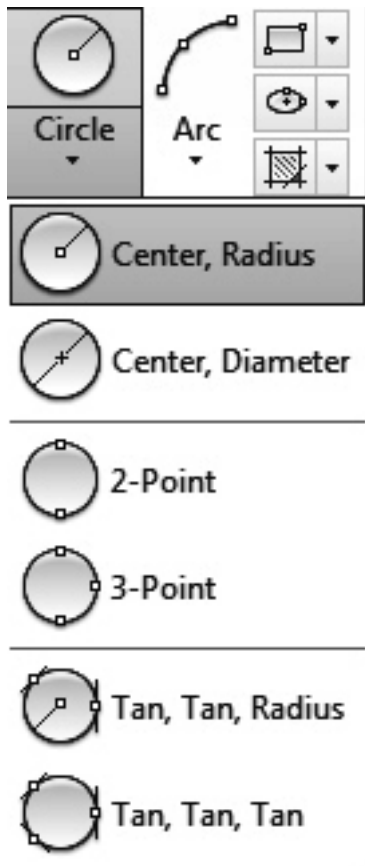 Circle
Arc
Center, Radius
Center, Diameter
2-Point
3-Point
Tan, Tan, Radius
Tan, Tan, Tan